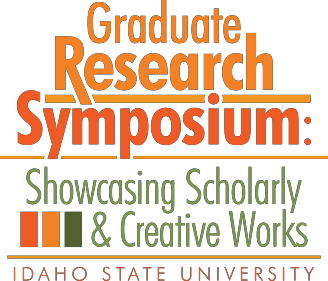 Graduate
Research
Symposium:
Showcasing Scholarly
& Creative Works
IDAHO STATE UNIVERSITY